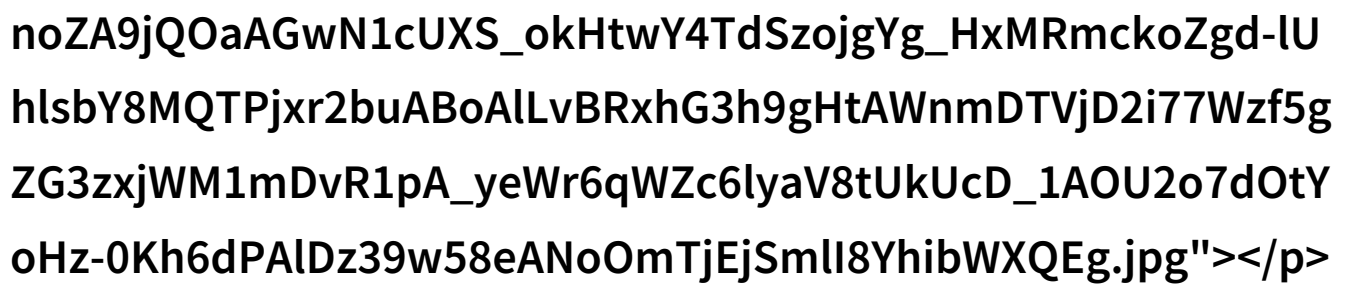 noZA9jQOaAGwN1cUXS_okHtwY4TdSzojgYg_HxMRmckoZgd-lU
hlsbY8MQTPjxr2buABoAlLvBRxhG3h9gHtAWnmDTVjD2i77Wzf5g
ZG3zxjWM1mDvR1pA_yeWr6qWZc6lyaV8tUkUcD_1AOU2o7dOtY
oHz-0Kh6dPAlDz39w58eANoOmTjEjSmlI8YhibWXQEg.jpg"></p>